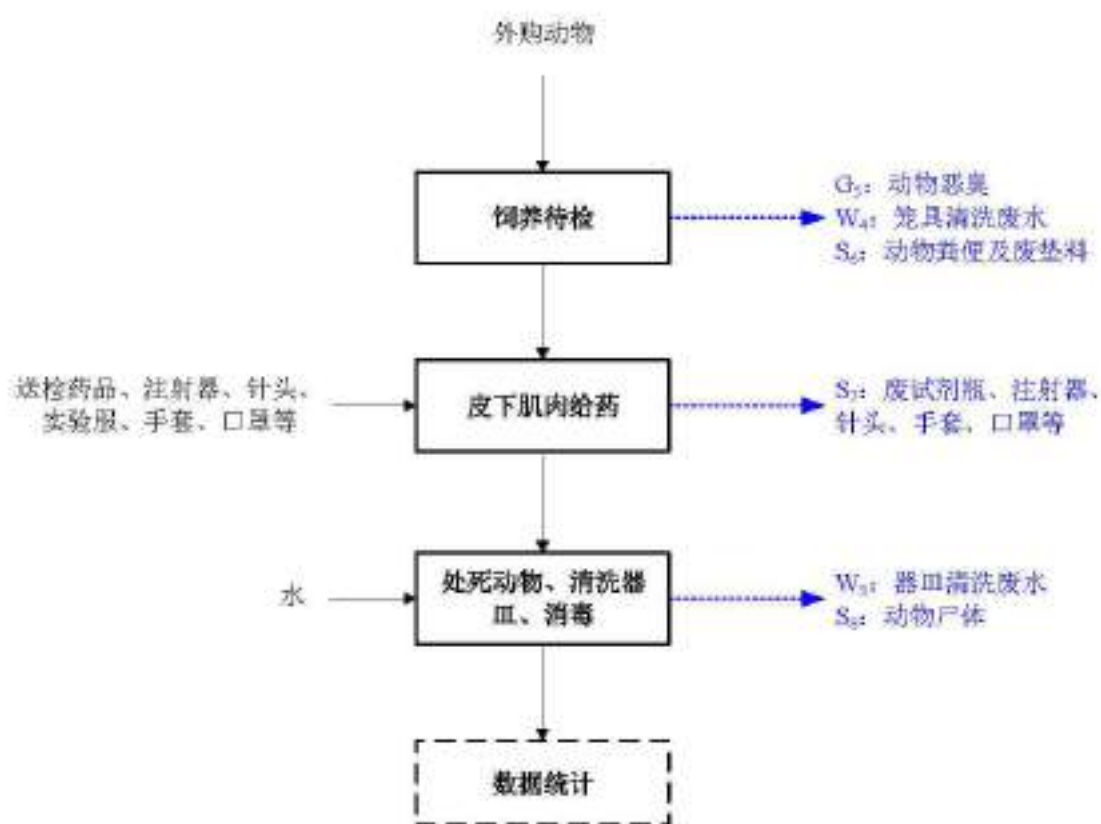 外购动物
饲养待检
G₅：动物恶臭
W₄：笼具清洗废水
S₆：动物粪便及废垫料
送检药品、注射器、针头、
实验服、手套、口罩等
皮下肌肉给药
S₇：废试剂瓶、注射器、
针头、手套、口罩等
水
处死动物、清洗器
皿、消毒
W₅：器皿清洗废水
S₈：动物尸体
数据统计